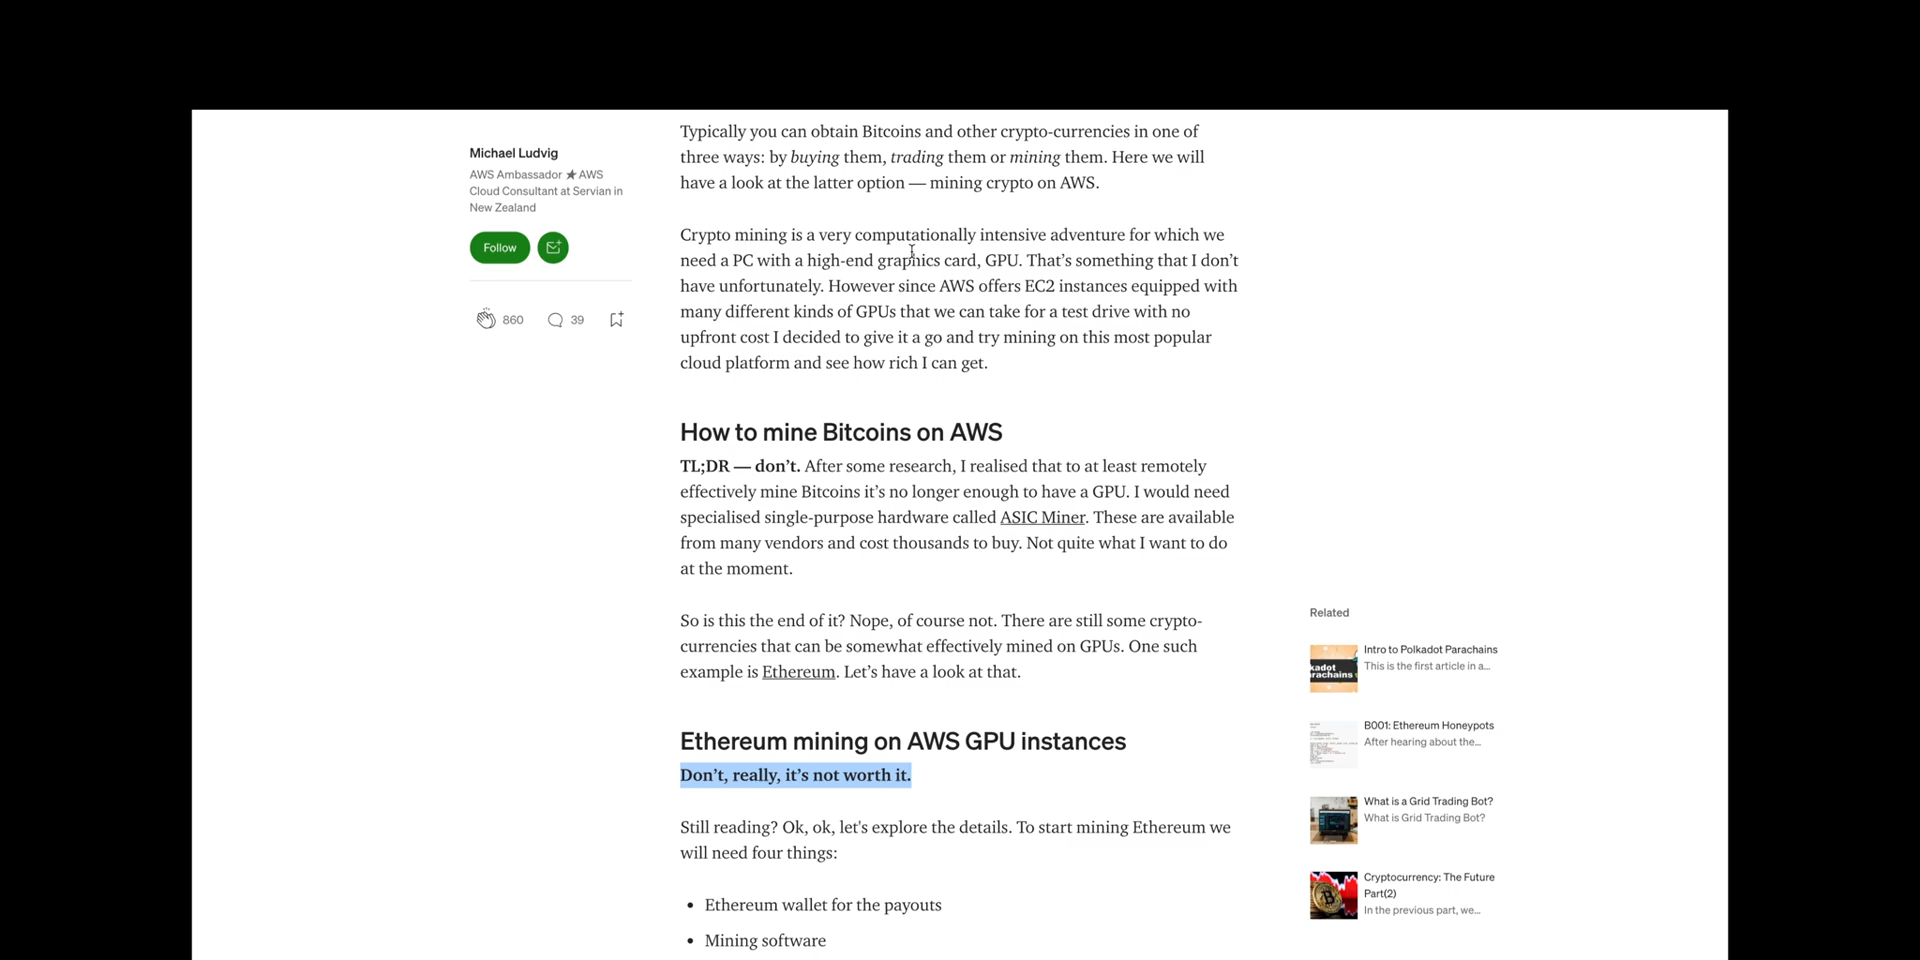 Michael Ludvig
AWS Ambassador ★ AWS
Cloud Consultant at Servian in
New Zealand
Follow
860
39
Typically you can obtain Bitcoins and other crypto-currencies in one of
three ways: by buying them, trading them or mining them. Here we will
have a look at the latter option — mining crypto on AWS.
Crypto mining is a very computationally intensive adventure for which we
need a PC with a high-end graphics card, GPU. That’s something that I don’t
have unfortunately. However since AWS offers EC2 instances equipped with
many different kinds of GPUs that we can take for a test drive with no
upfront cost I decided to give it a go and try mining on this most popular
cloud platform and see how rich I can get.
How to mine Bitcoins on AWS
TL;DR — don’t. After some research, I realised that to at least remotely
effectively mine Bitcoins it’s no longer enough to have a GPU. I would need
specialised single-purpose hardware called ASIC Miner. These are available
from many vendors and cost thousands to buy. Not quite what I want to do
at the moment.
So is this the end of it? Nope, of course not. There are still some crypto-
currencies that can be somewhat effectively mined on GPUs. One such
example is Ethereum. Let’s have a look at that.
Ethereum mining on AWS GPU instances
Don’t, really, it’s not worth it.
Still reading? Ok, ok, let's explore the details. To start mining Ethereum we
will need four things:
• Ethereum wallet for the payouts
• Mining software
Related
Intro to Polkadot Parachains
This is the first article in a...
kadot
rachains
B001: Ethereum Honeypots
After hearing about the...
What is a Grid Trading Bot?
What is Grid Trading Bot?
Cryptocurrency: The Future
Part(2)
In the previous part, we...